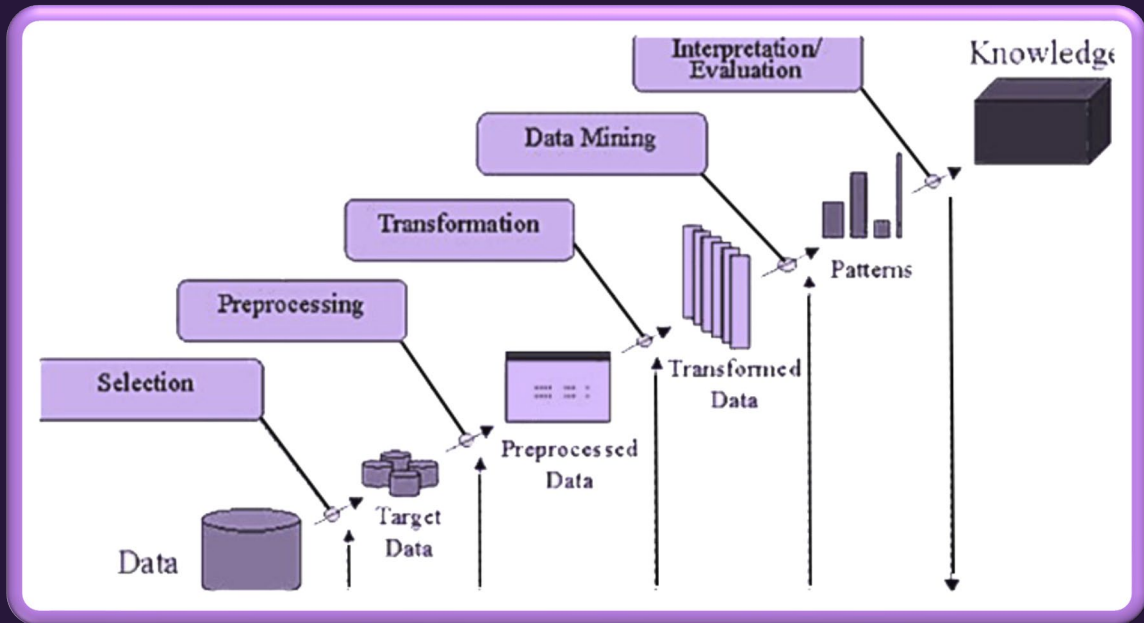 Interpretation/
Evaluation
Knowledge
Data Mining
Transformation
Patterns
Preprocessing
Transformed
Data
Selection
Preprocessed
Data
Target
Data
Data